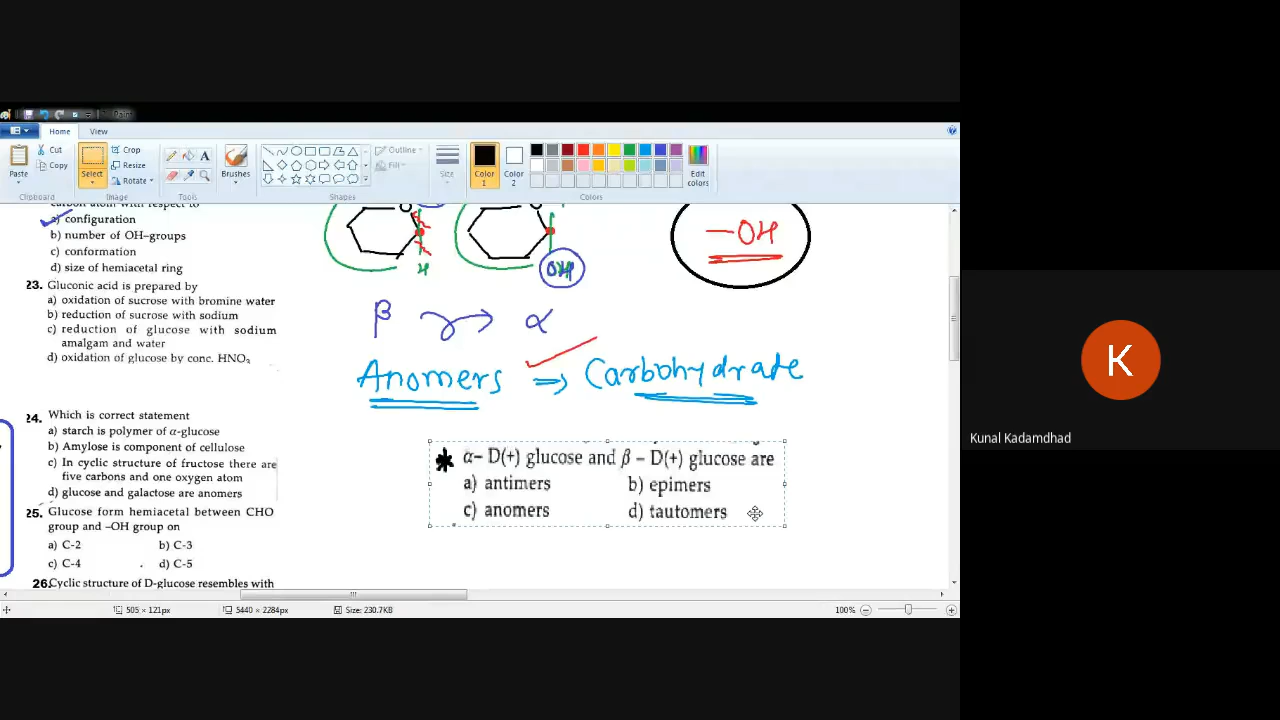 Home View
Paste
Cut
Copy
Clipboard
Select
Crop
Resize
Rotate
Image
Tools
Brushes
Outline
Fill
Shapes
Size
Color 1
Color 2
Edit colors
Colors
carbon atom with respect to
a) configuration
b) number of OH-groups
c) conformation
d) size of hemiacetal ring
23. Gluconic acid is prepared by
a) oxidation of sucrose with bromine water
b) reduction of sucrose with sodium
c) reduction of glucose with sodium
amalgam and water
d) oxidation of glucose by conc. HNO₃
24. Which is correct statement
a) starch is polymer of α-glucose
b) Amylose is component of cellulose
c) In cyclic structure of fructose there are
five carbons and one oxygen atom
d) glucose and galactose are anomers
25. Glucose form hemiacetal between CHO
group and -OH group on
a) C-2 b) C-3
c) C-4 d) C-5
26. Cyclic structure of D-glucose resembles with
H
OH
-OH
β → α
Anomers ⇒ Carbohydrate
α– D(+) glucose and β – D(+) glucose are
a) antimers b) epimers
c) anomers d) tautomers
505 × 121px
5440 × 2284px
Size: 230.7KB
100%
K
Kunal Kadamdhad